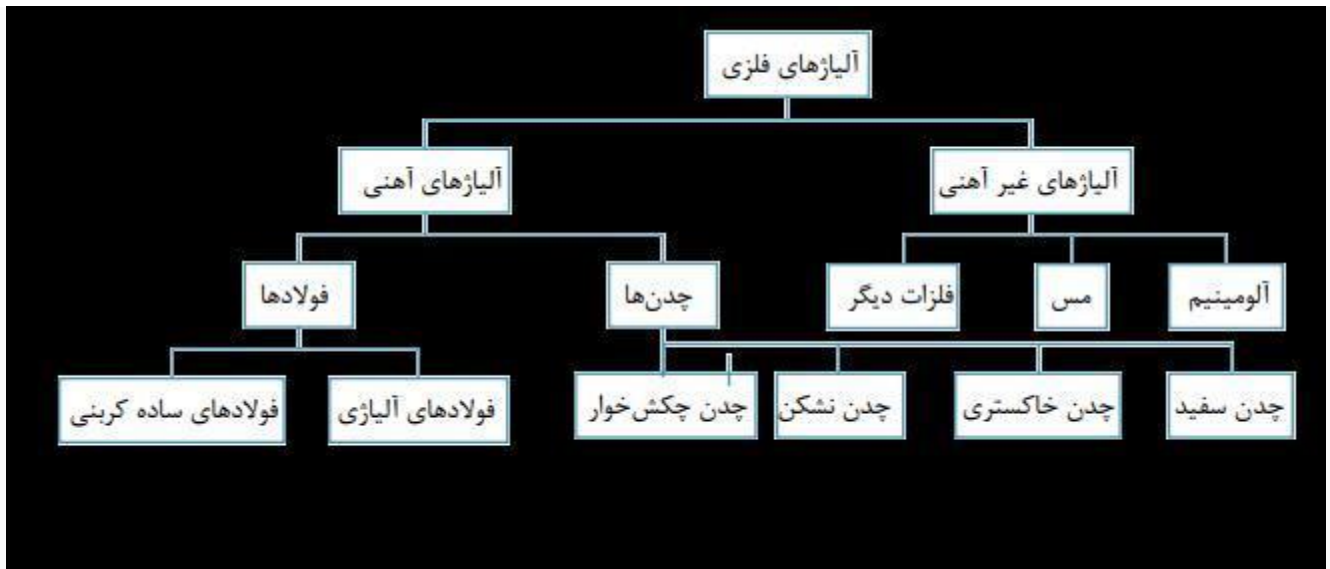 آلیاژهای فلزی
آلیاژهای غیر آهنی
آلیاژهای آهنی
آلومینیم
مس
فلزات دیگر
چدن‌ها
فولادها
چدن سفید
چدن خاکستری
چدن نشکن
چدن چکش‌خوار
فولادهای آلیاژی
فولادهای ساده کربنی